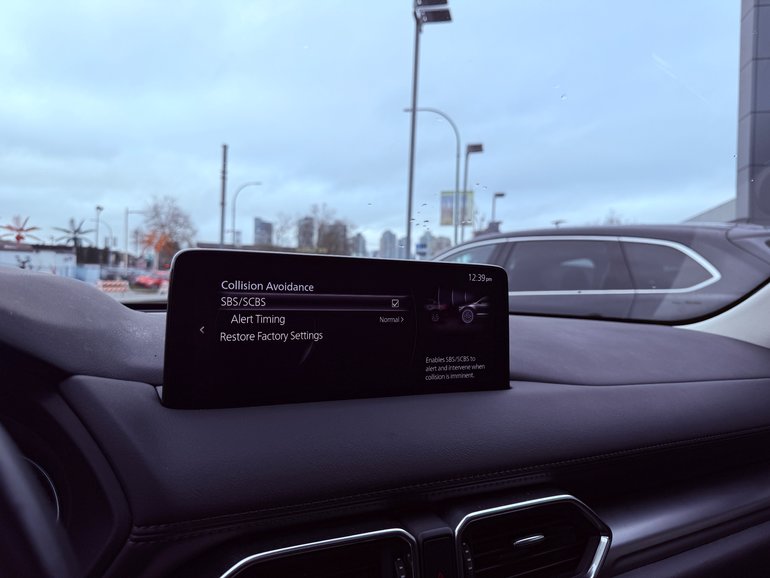 12:39pm
Collision Avoidance
SBS/SCBS
Alert Timing Normal >
Restore Factory Settings
Enables SBS/SCBS to
alert and intervene when
collision is imminent.